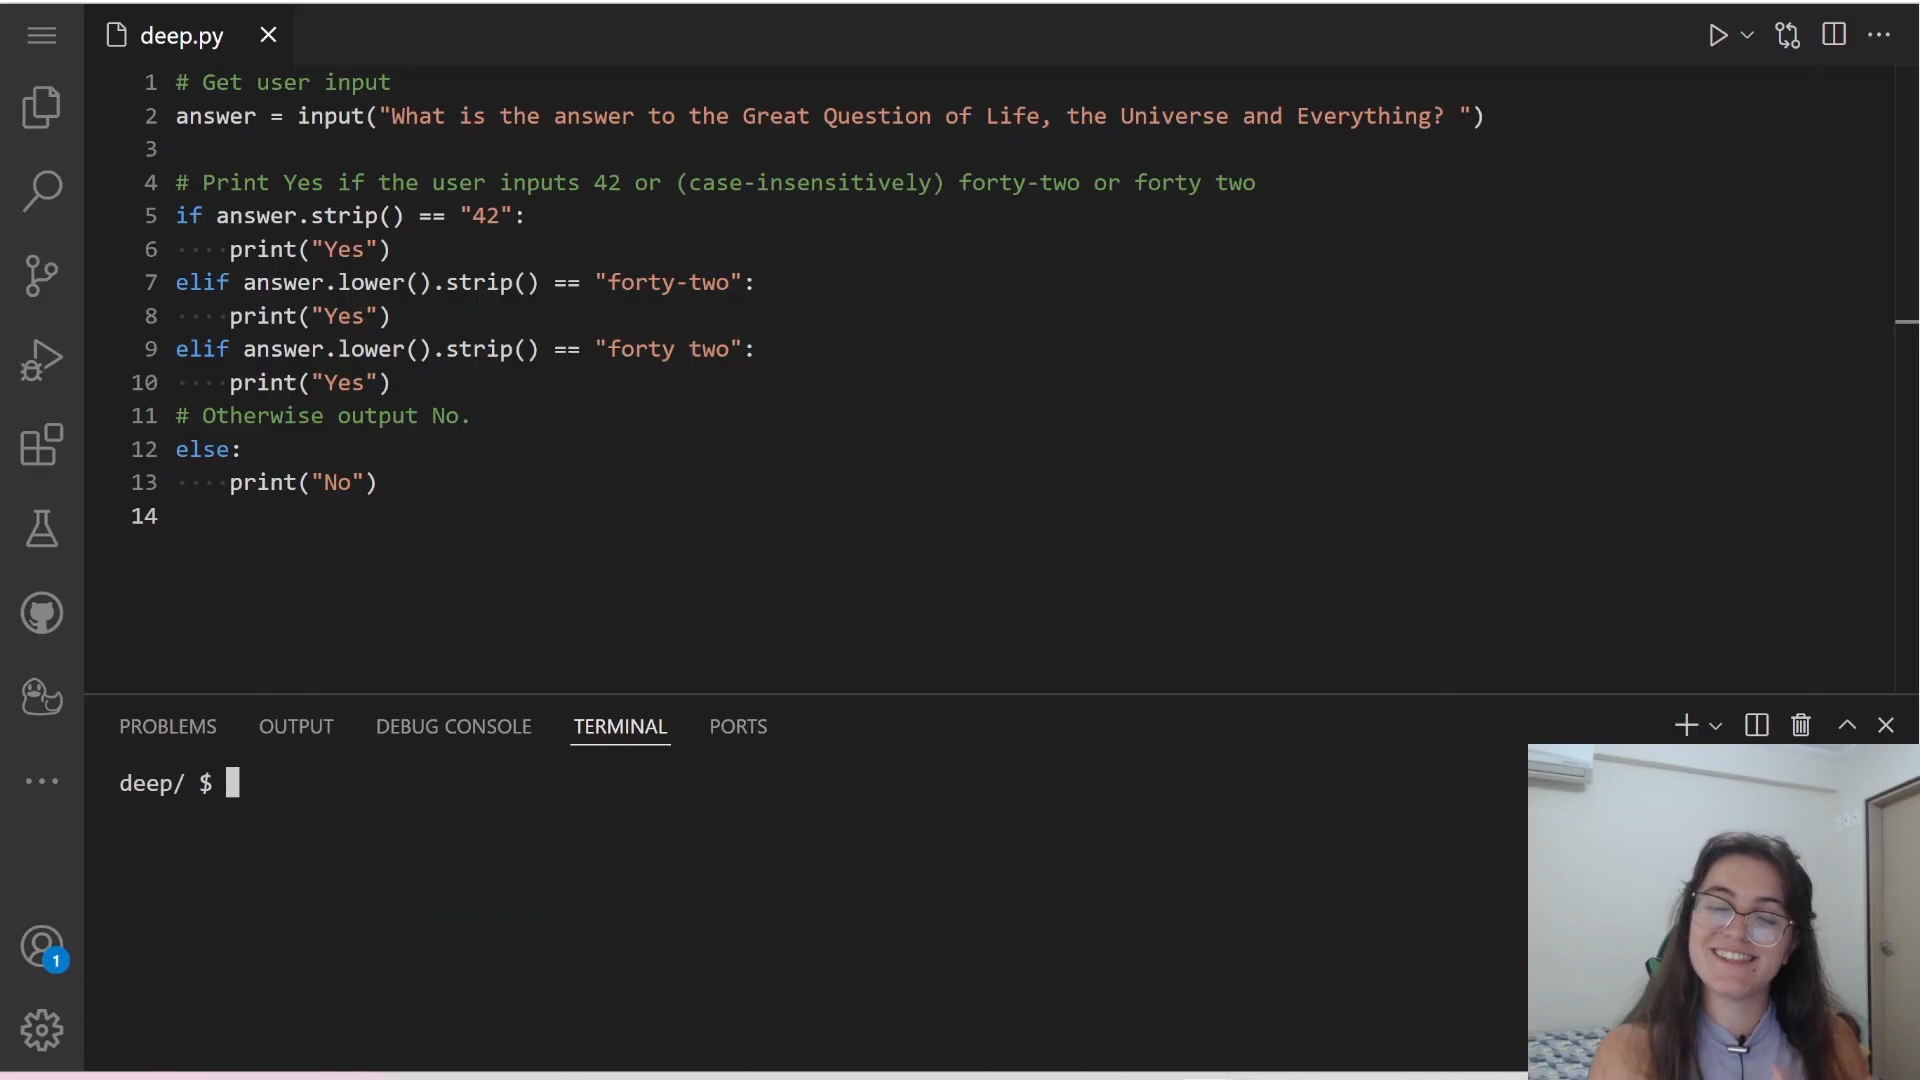 deep.py
1 # Get user input
2 answer = input("What is the answer to the Great Question of Life, the Universe and Everything? ")
3
4 # Print Yes if the user inputs 42 or (case-insensitively) forty-two or forty two
5 if answer.strip() == "42":
6 ····print("Yes")
7 elif answer.lower().strip() == "forty-two":
8 ····print("Yes")
9 elif answer.lower().strip() == "forty two":
10 ····print("Yes")
11 # Otherwise output No.
12 else:
13 ····print("No")
14
PROBLEMS OUTPUT DEBUG CONSOLE TERMINAL PORTS
deep/ $
1